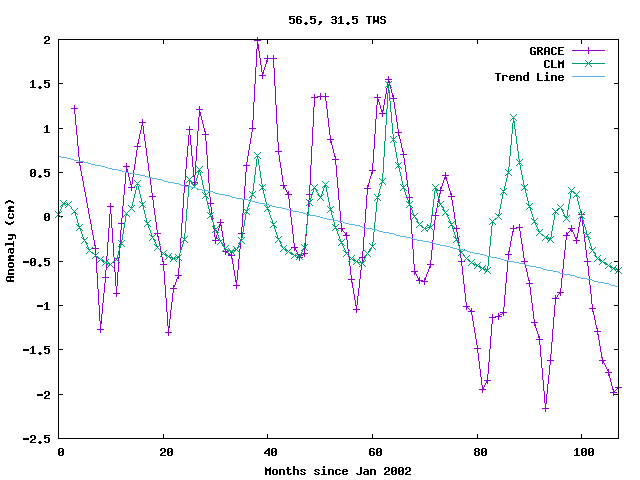 56.5, 31.5 TWS
GRACE
CLM
Trend Line
2
1.5
1
0.5
0
-0.5
-1
-1.5
-2
-2.5
Anomaly (cm)
0 20 40 60 80 100
Months since Jan 2002